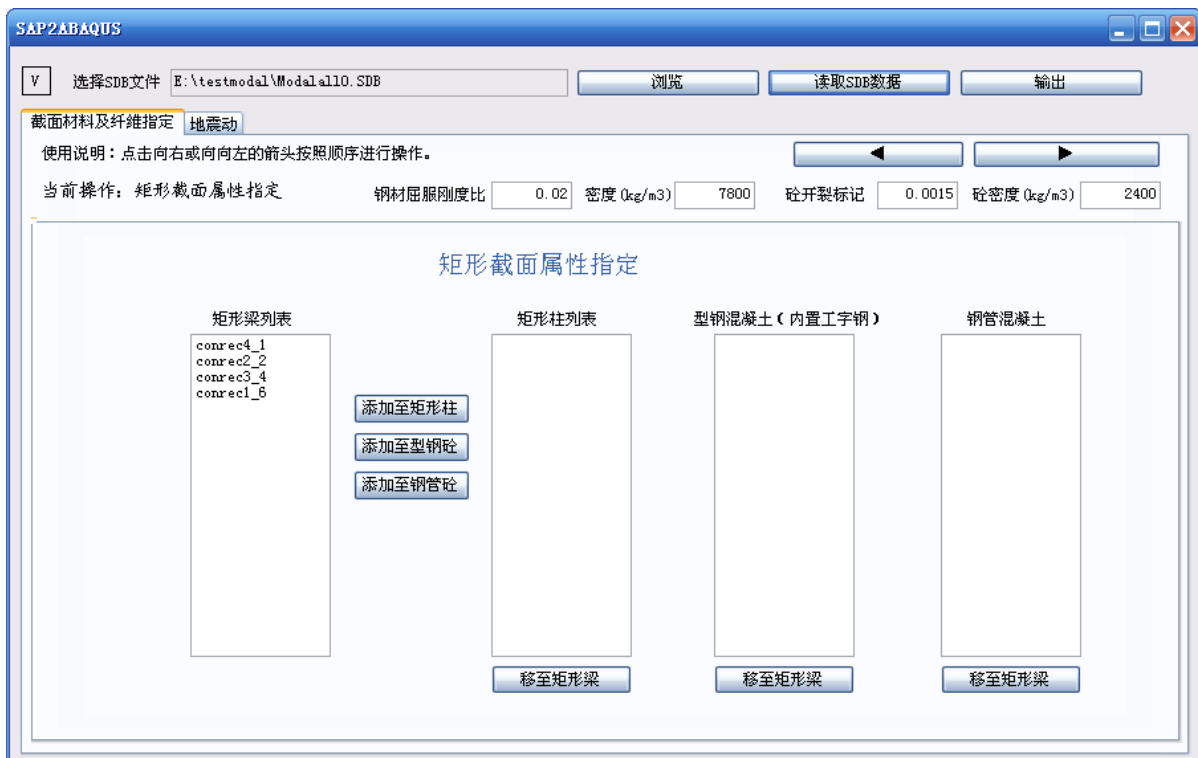 SAP2ABAQUS
V 选择SDB文件 E:\testmodal\Modalall0.SDB 浏览 读取SDB数据 输出
截面材料及纤维指定 地震动
使用说明：点击向右或向向左的箭头按照顺序进行操作。
当前操作：矩形截面属性指定 钢材屈服刚度比 0.02 密度(kg/m3) 7800 砼开裂标记 0.0015 砼密度(kg/m3) 2400
矩形截面属性指定
矩形梁列表 矩形柱列表 型钢混凝土(内置工字钢) 钢管混凝土
conrec4_1
conrec2_2
conrec3_4
conrec1_6
添加至矩形柱
添加至型钢砼
添加至钢管砼
移至矩形梁 移至矩形梁 移至矩形梁